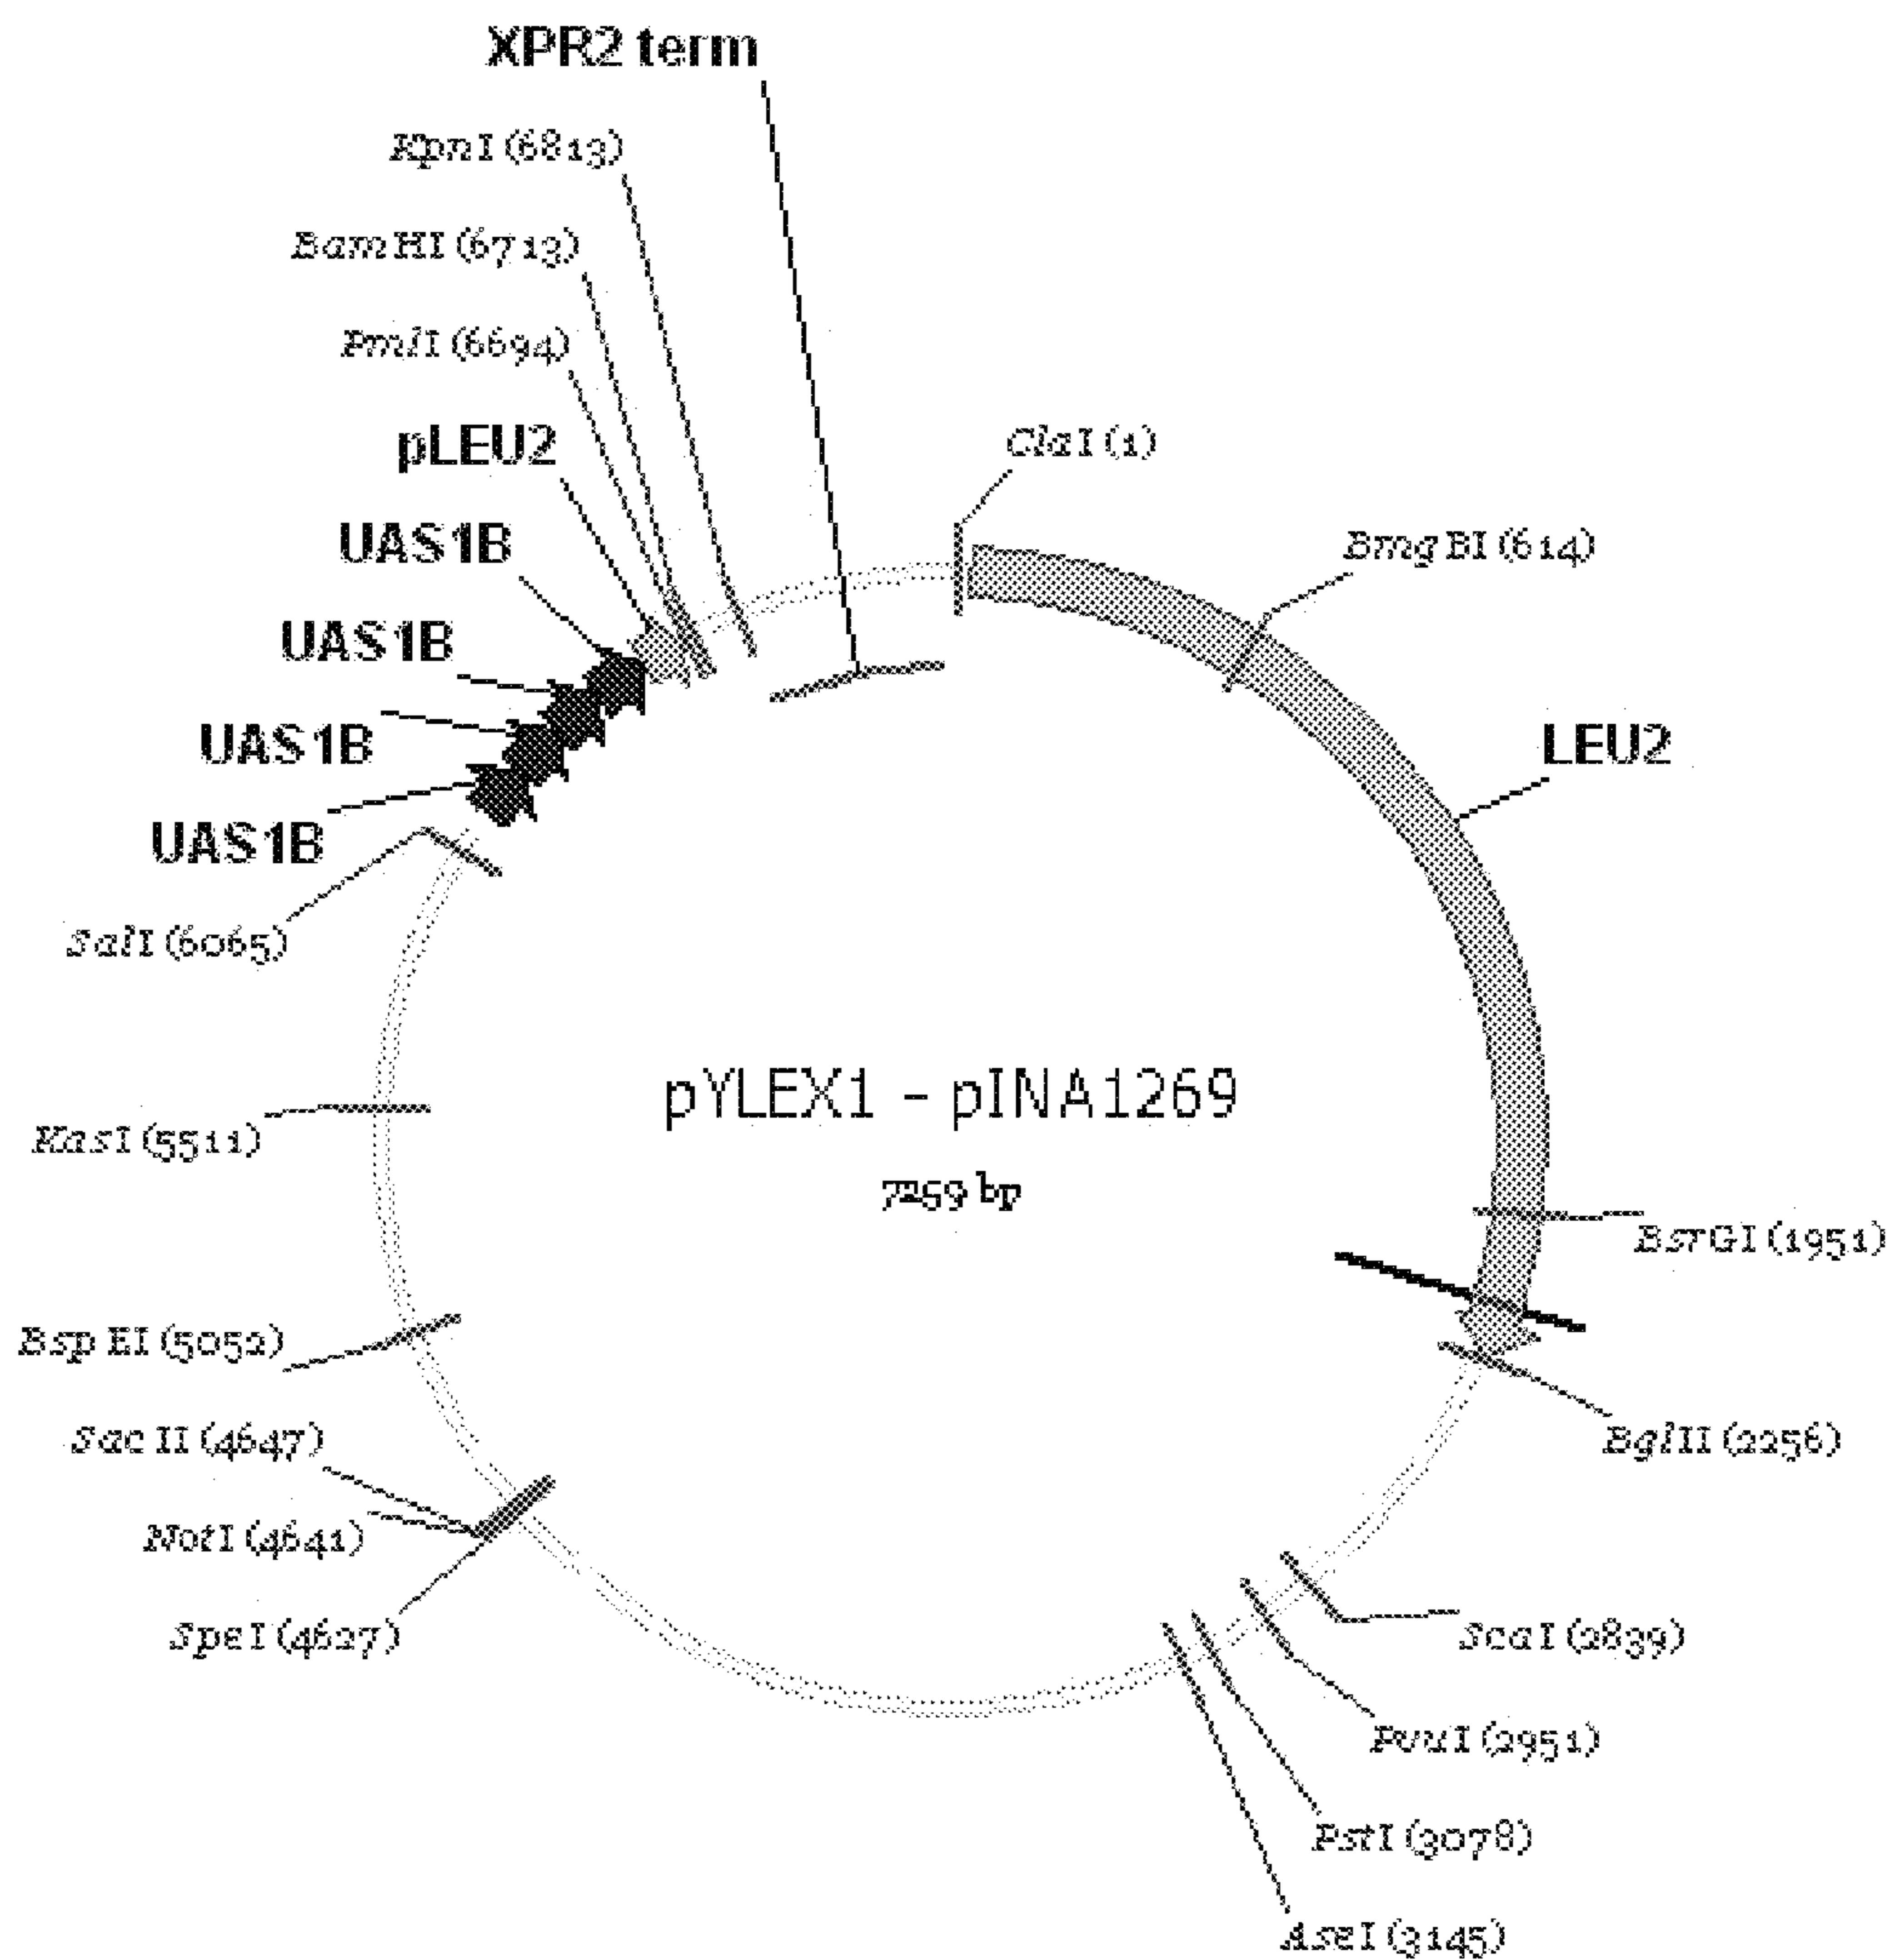 XPR2 term
KpnI (6813)
BamHI (6713)
PmlI (6694)
pLEU2
UAS1B
UAS1B
UAS1B
UAS1B
SalI (6065)
KasI (5511)
BspEI (5052)
SacII (4647)
NotI (4641)
SpeI (4627)
ClaI (1)
BmgBI (614)
LEU2
BsrGI (1951)
BglII (2256)
ScaI (2839)
PvuI (2951)
PstI (3078)
AseI (3145)
pYLEX1 - pINA1269
7259 bp